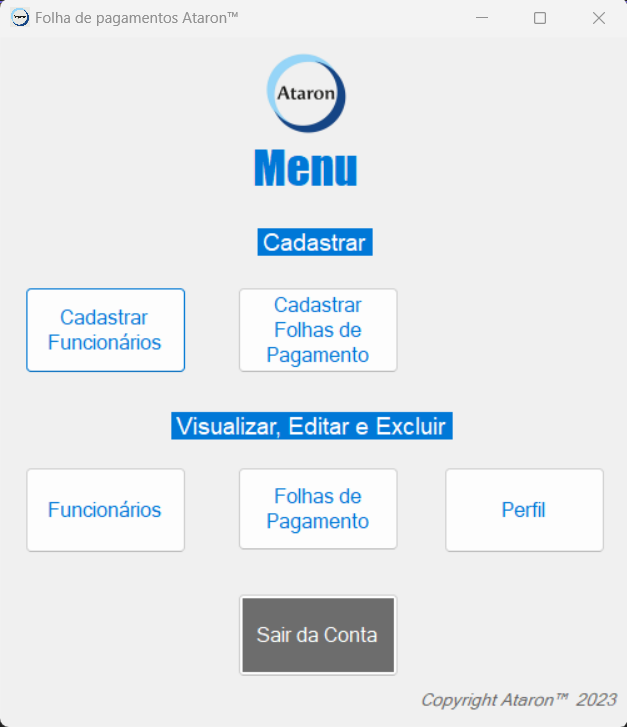 Folha de pagamentos Ataron™
Ataron
Menu
Cadastrar
Cadastrar
Funcionários
Cadastrar
Folhas de
Pagamento
Visualizar, Editar e Excluir
Funcionários
Folhas de
Pagamento
Perfil
Sair da Conta
Copyright Ataron™ 2023